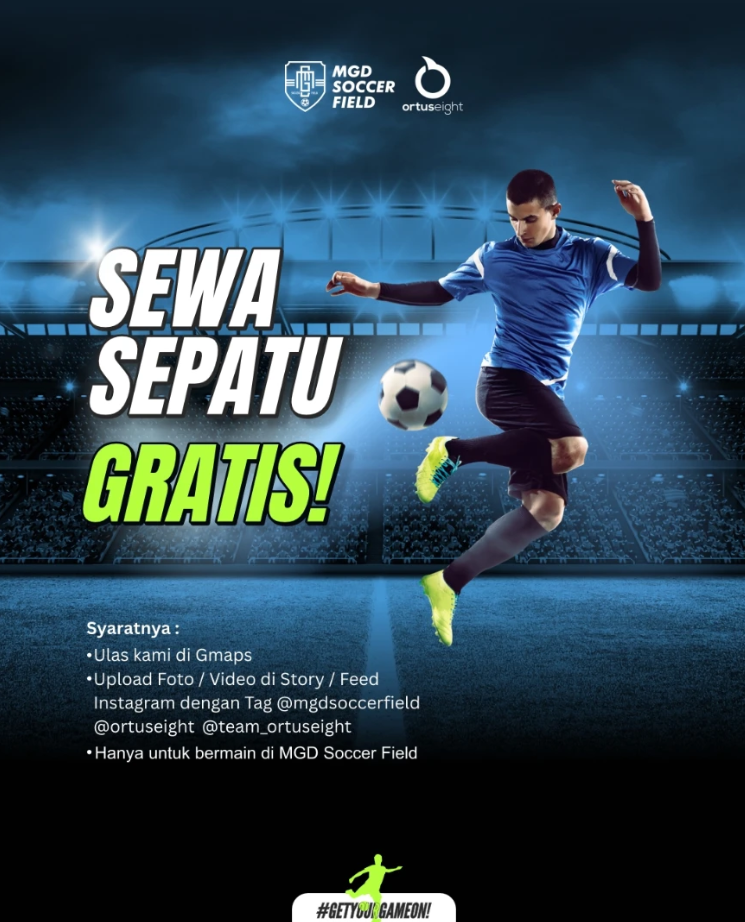 MGD
SOCCER
FIELD
ortuseight
SEWA
SEPATU
GRATIS!
Syaratnya :
•Ulas kami di Gmaps
•Upload Foto / Video di Story / Feed
Instagram dengan Tag @mgdsoccerfield
@ortuseight @team_ortuseight
•Hanya untuk bermain di MGD Soccer Field
#GETYOURGAMEON!